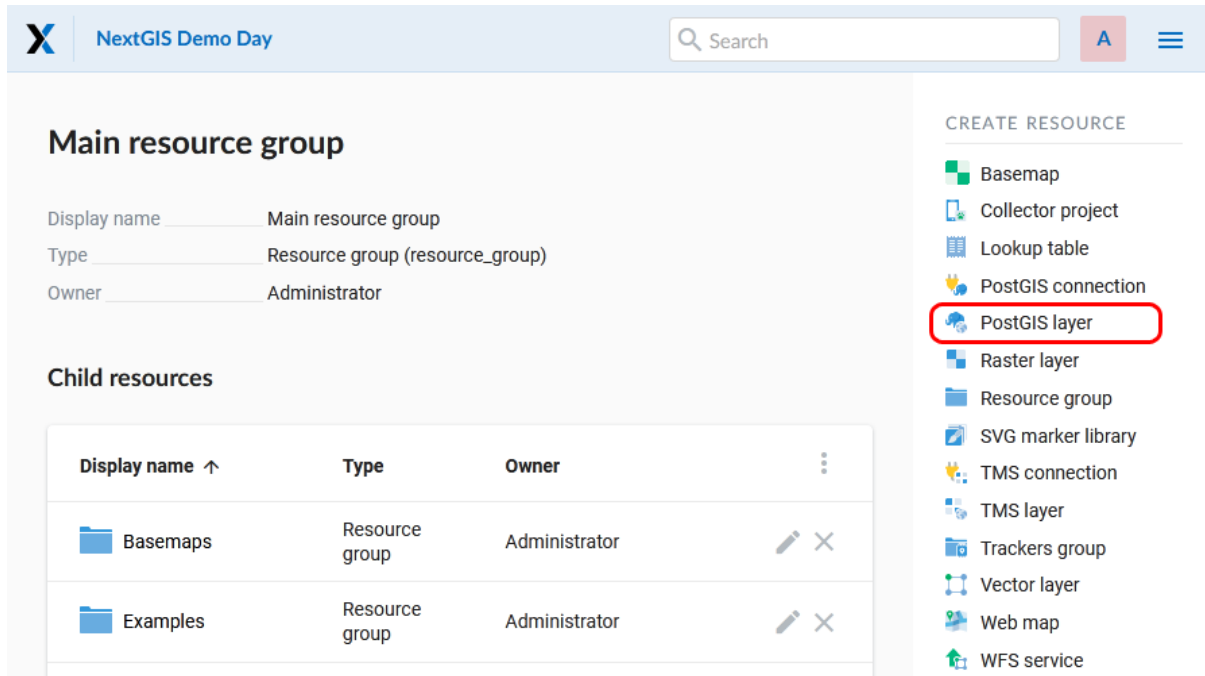 NextGIS Demo Day
Search
A
Main resource group
Display name Main resource group
Type Resource group (resource_group)
Owner Administrator
Child resources
Display name ↑ Type Owner
Basemaps Resource group Administrator
Examples Resource group Administrator
CREATE RESOURCE
Basemap
Collector project
Lookup table
PostGIS connection
PostGIS layer
Raster layer
Resource group
SVG marker library
TMS connection
TMS layer
Trackers group
Vector layer
Web map
WFS service